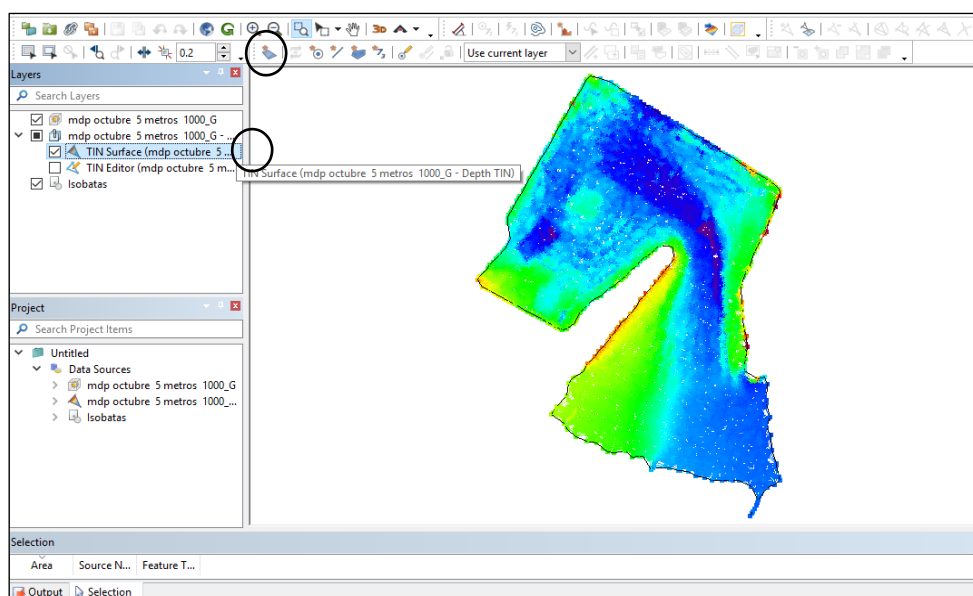 3D
0.2
Use current layer
Layers
Search Layers
mdp octubre 5 metros 1000_G
mdp octubre 5 metros 1000_G - ...
TIN Surface (mdp octubre 5 ...
TIN Surface (mdp octubre 5 metros 1000_G - Depth TIN)
TIN Editor (mdp octubre 5 m...
Isobatas
Project
Search Project Items
Untitled
Data Sources
mdp octubre 5 metros 1000_G
mdp octubre 5 metros 1000_...
Isobatas
Selection
Area Source N... Feature T...
Output Selection